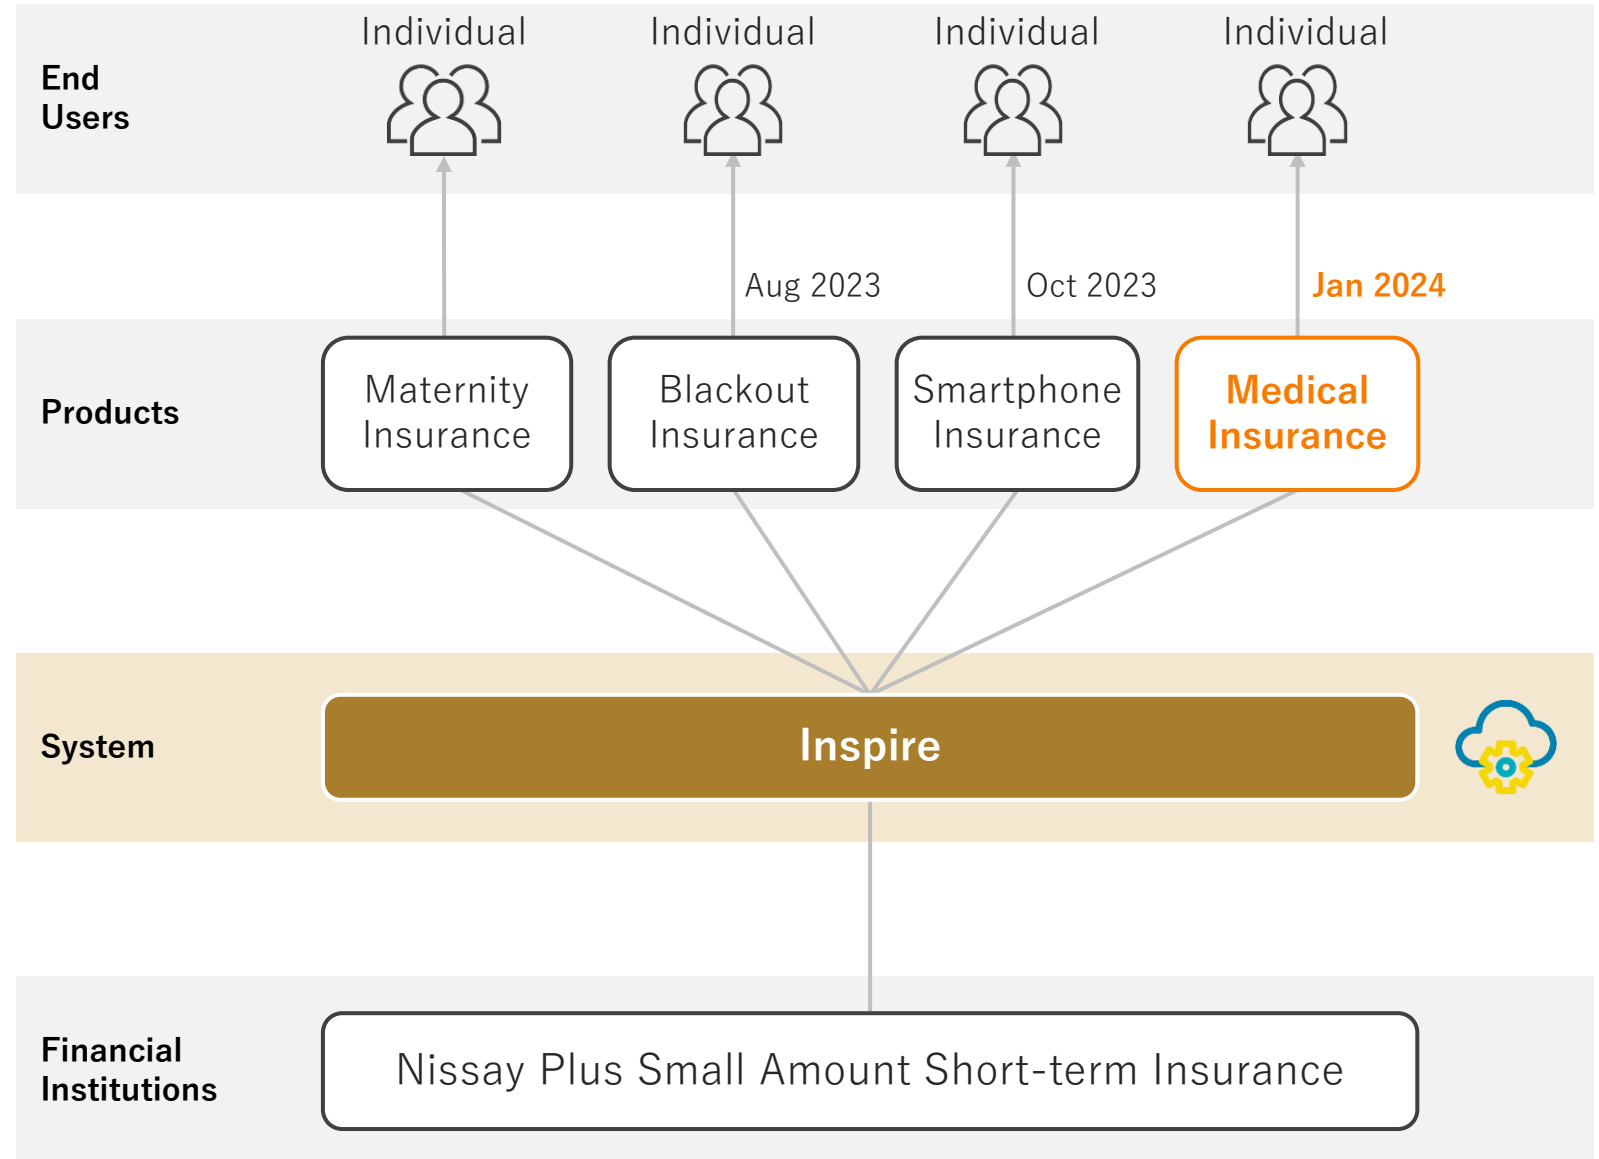 Individual
Individual
Individual
Individual
End
Users
Aug 2023
Oct 2023
Jan 2024
Products
Maternity
Insurance
Blackout
Insurance
Smartphone
Insurance
Medical
Insurance
System
Inspire
Financial
Institutions
Nissay Plus Small Amount Short-term Insurance